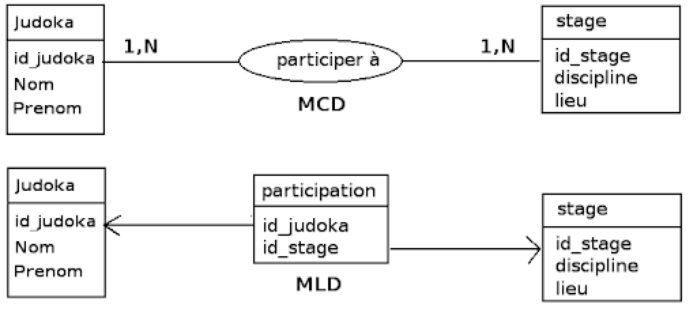 Judoka
id_judoka
Nom
Prenom
1,N
participer à
1,N
stage
id_stage
discipline
lieu
MCD
Judoka
id_judoka
Nom
Prenom
participation
id_judoka
id_stage
stage
id_stage
discipline
lieu
MLD